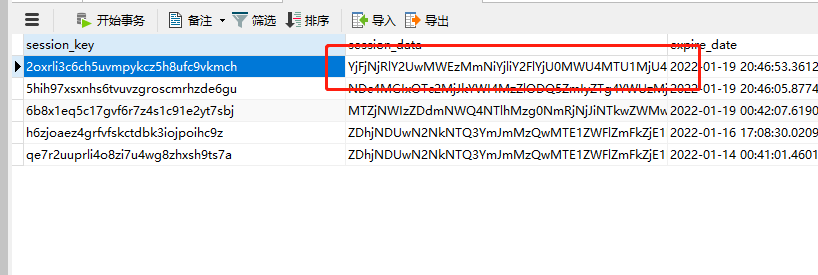 开始事务 备注 筛选 排序 导入 导出
session_key session_data expire_date
2oxrli3c6ch5uvmpykcz5h8ufc9vkmch YjFjNjRlY2UwMWEzMmNiYjliY2FlYjU0MWU4MTU1MjU4 2022-01-19 20:46:53.3612
5hih97xsxnhs6tvuvzgroscmrhzde6gu 2022-01-19 20:46:05.8774
6b8x1eq5c17gvf6r7z4s1c91e2yt7sbj MTZjNWIzZDdmNWQ4NTlhMzg0NmRjNjJiNTkwZWMw 2022-01-19 00:42:07.6190
h6zjoaez4grfvfskctdbk3iojpoihc9z ZDhjNDUwN2NkNTQ3YmJmMzQwMTE1ZWFlZmFkZjE1 2022-01-16 17:08:30.0209
qe7r2uuprli4o8zi7u4wg8zhxsh9ts7a ZDhjNDUwN2NkNTQ3YmJmMzQwMTE1ZWFlZmFkZjE1 2022-01-14 00:41:01.4601